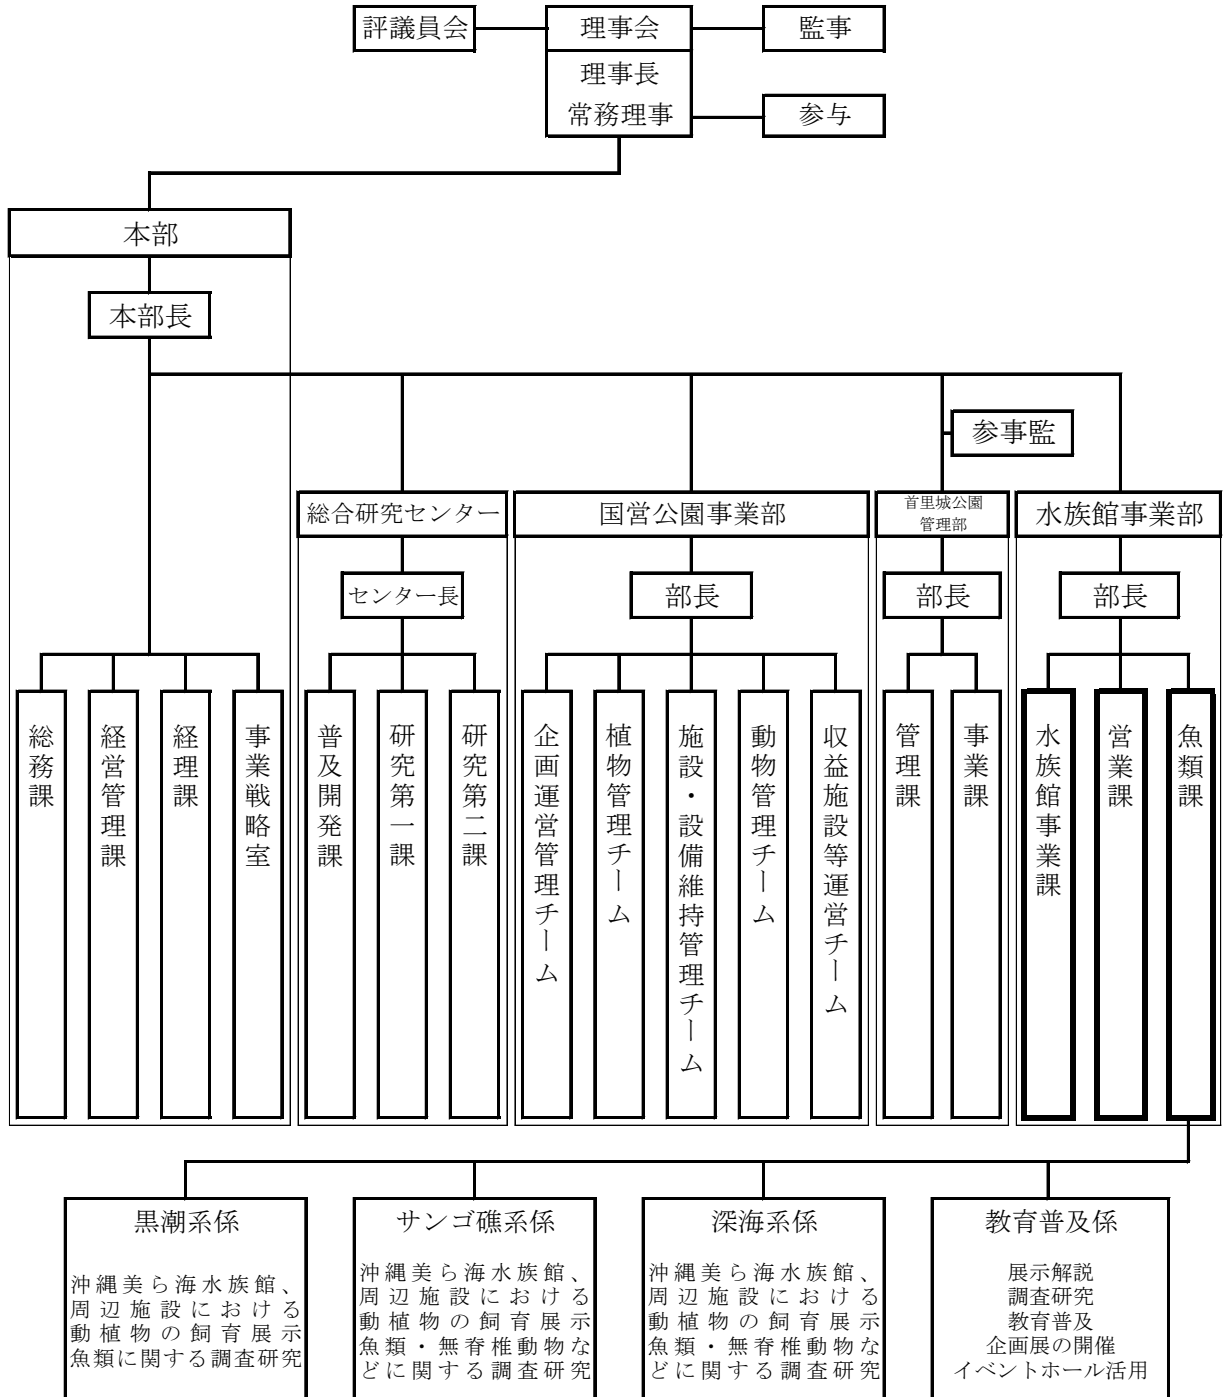 評議員会
理事会
監事
理事長
常務理事
参与
本部
本部長
参事監
総合研究センター
国営公園事業部
首里城公園
管理部
水族館事業部
センター長
部長
部長
部長
総務課
経営管理課
経理課
事業戦略室
普及開発課
研究第一課
研究第二課
企画運営管理チーム
植物管理チーム
施設・設備維持管理チーム
動物管理チーム
収益施設等運営チーム
管理課
事業課
水族館事業課
営業課
魚類課
黒潮系係
沖縄美ら海水族館、
周辺施設における
動植物の飼育展示
魚類に関する調査研究
サンゴ礁系係
沖縄美ら海水族館、
周辺施設における
動植物の飼育展示
魚類・無脊椎動物な
どに関する調査研究
深海系係
沖縄美ら海水族館、
周辺施設における
動植物の飼育展示
魚類・無脊椎動物な
どに関する調査研究
教育普及係
展示解説
調査研究
教育普及
企画展の開催
イベントホール活用